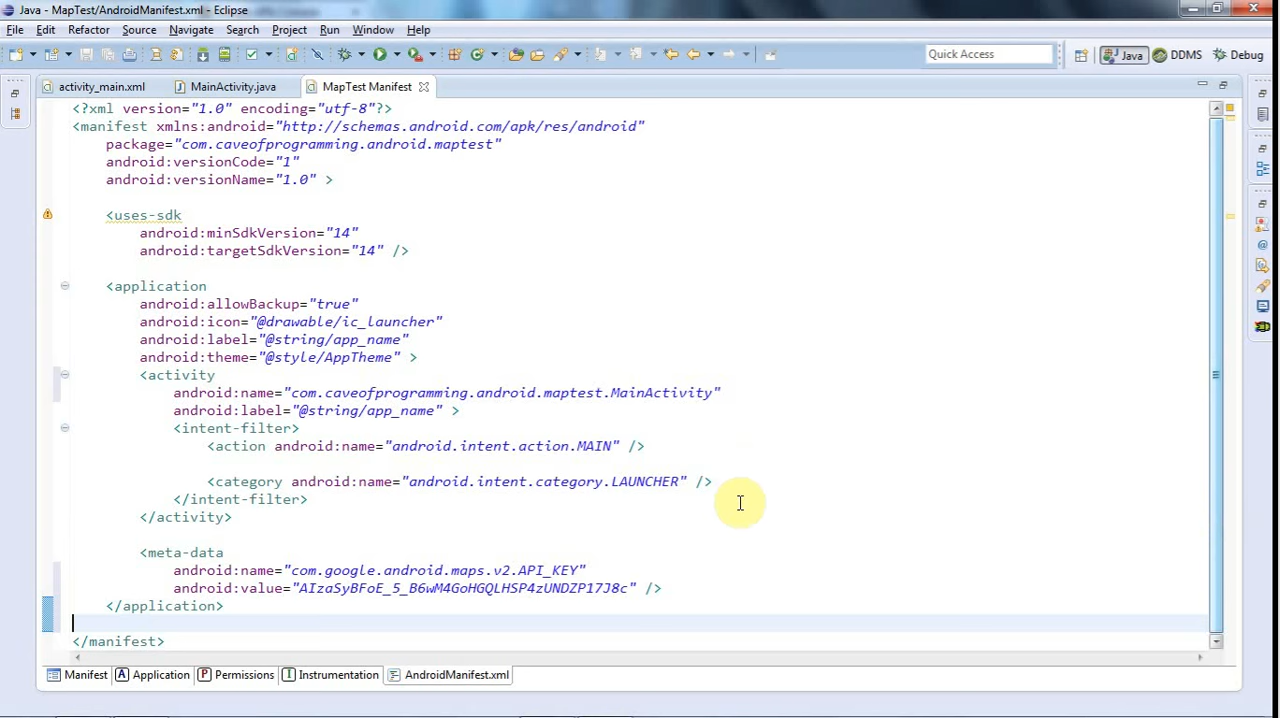 Java - MapTest/AndroidManifest.xml - Eclipse
File Edit Refactor Source Navigate Search Project Run Window Help
Quick Access
Java
DDMS
Debug
activity_main.xml
MainActivity.java
MapTest Manifest
<?xml version="1.0" encoding="utf-8"?>
<manifest xmlns:android="http://schemas.android.com/apk/res/android"
package="com.caveofprogramming.android.maptest"
android:versionCode="1"
android:versionName="1.0" >
<uses-sdk
android:minSdkVersion="14"
android:targetSdkVersion="14" />
<application
android:allowBackup="true"
android:icon="@drawable/ic_launcher"
android:label="@string/app_name"
android:theme="@style/AppTheme" >
<activity
android:name="com.caveofprogramming.android.maptest.MainActivity"
android:label="@string/app_name" >
<intent-filter>
<action android:name="android.intent.action.MAIN" />
<category android:name="android.intent.category.LAUNCHER" />
</intent-filter>
</activity>
<meta-data
android:name="com.google.android.maps.v2.API_KEY"
android:value="AIzaSyBFoE_5_B6wM4GoHGQLHSP4zUNDZP17J8c" />
</application>
</manifest>
Manifest
Application
Permissions
Instrumentation
AndroidManifest.xml